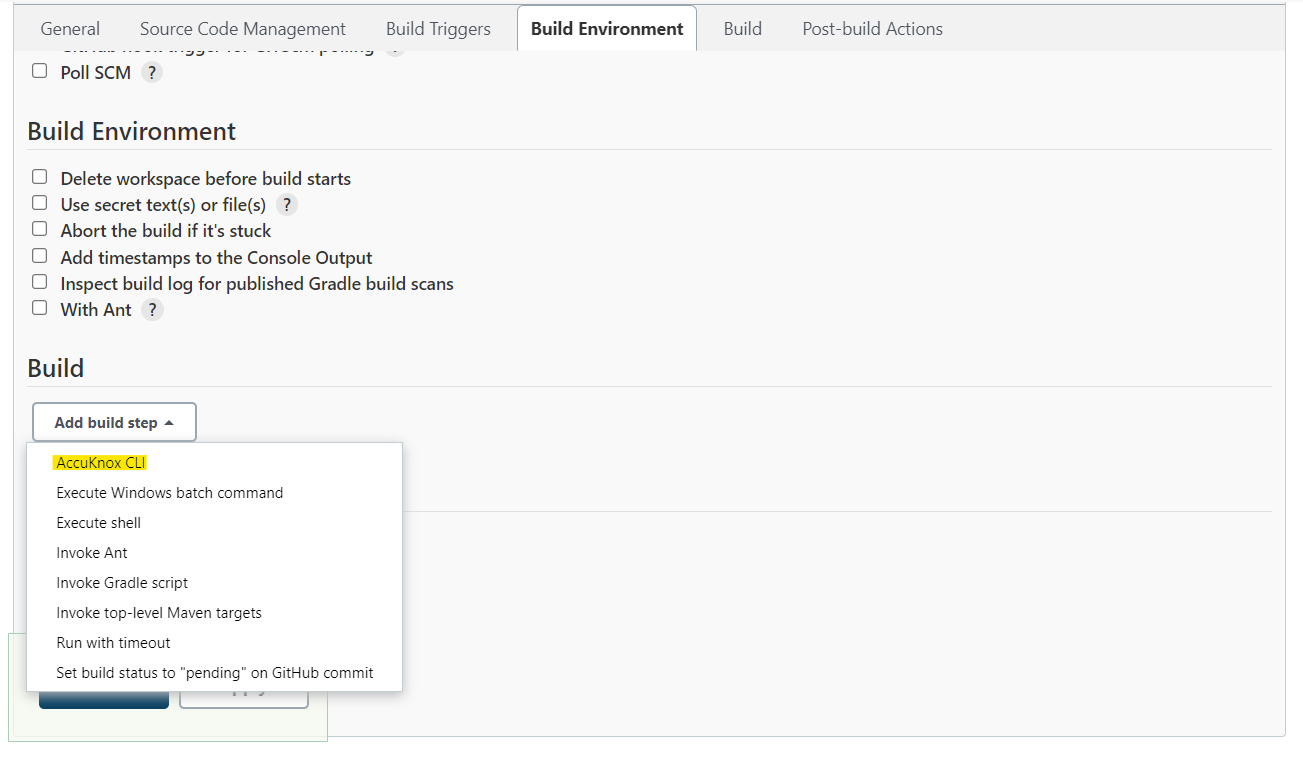 General Source Code Management Build Triggers Build Environment Build Post-build Actions
Poll SCM ?
Build Environment
Delete workspace before build starts
Use secret text(s) or file(s) ?
Abort the build if it's stuck
Add timestamps to the Console Output
Inspect build log for published Gradle build scans
With Ant ?
Build
Add build step
AccuKnox CLI
Execute Windows batch command
Execute shell
Invoke Ant
Invoke Gradle script
Invoke top-level Maven targets
Run with timeout
Set build status to "pending" on GitHub commit